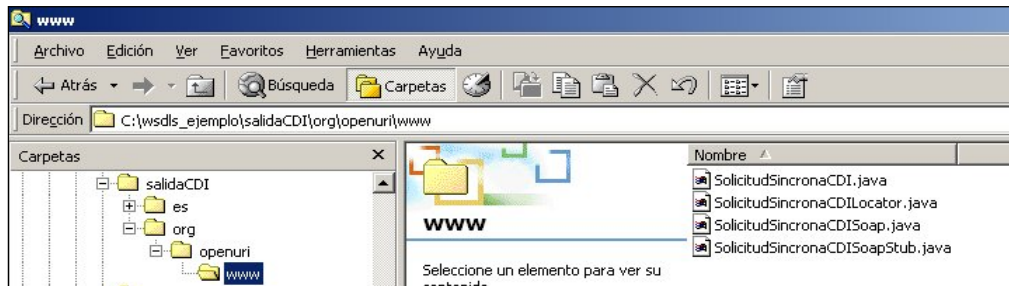 www
Archivo Edición Ver Favoritos Herramientas Ayuda
Atrás Búsqueda Carpetas
Dirección C:\wsdls_ejemplo\salidaCDI\org\openuri\www
Carpetas x
salidaCDI
es
org
openuri
www
www
Seleccione un elemento para ver su
contenido
Nombre
SolicitudSincronaCDI.java
SolicitudSincronaCDILocator.java
SolicitudSincronaCDISoap.java
SolicitudSincronaCDISoapStub.java